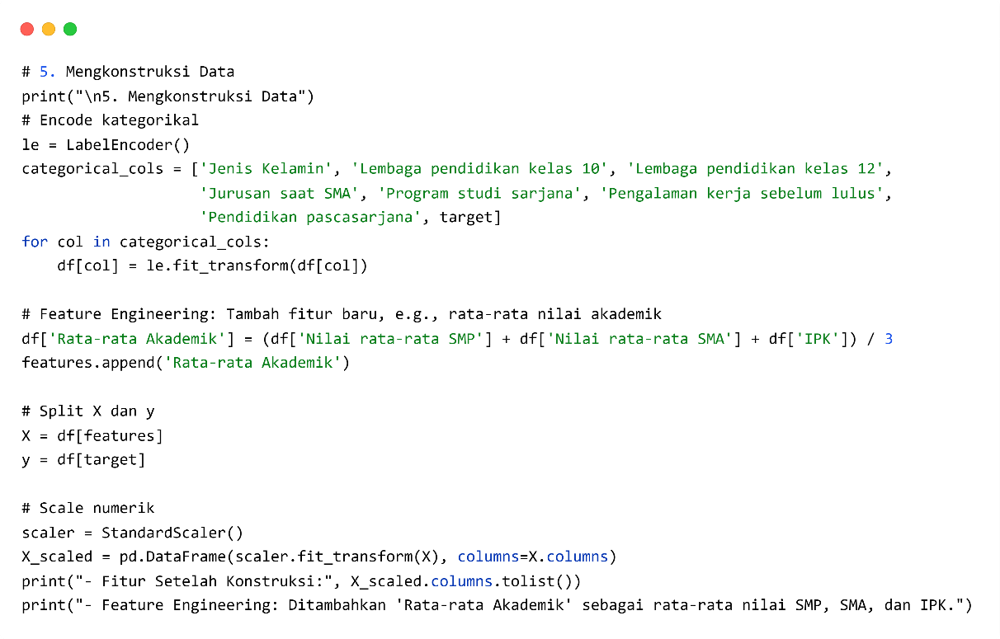 # 5. Mengkonstruksi Data
print("\n5. Mengkonstruksi Data")
# Encode kategorikal
le = LabelEncoder()
categorical_cols = ['Jenis Kelamin', 'Lembaga pendidikan kelas 10', 'Lembaga pendidikan kelas 12',
                    'Jurusan saat SMA', 'Program studi sarjana', 'Pengalaman kerja sebelum lulus',
                    'Pendidikan pascasarjana', target]
for col in categorical_cols:
    df[col] = le.fit_transform(df[col])

# Feature Engineering: Tambah fitur baru, e.g., rata-rata nilai akademik
df['Rata-rata Akademik'] = (df['Nilai rata-rata SMP'] + df['Nilai rata-rata SMA'] + df['IPK']) / 3
features.append('Rata-rata Akademik')

# Split X dan y
X = df[features]
y = df[target]

# Scale numerik
scaler = StandardScaler()
X_scaled = pd.DataFrame(scaler.fit_transform(X), columns=X.columns)
print("- Fitur Setelah Konstruksi:", X_scaled.columns.tolist())
print("- Feature Engineering: Ditambahkan 'Rata-rata Akademik' sebagai rata-rata nilai SMP, SMA, dan IPK.")